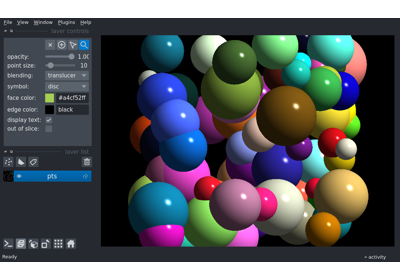 File View Window Plugins Help
layer controls
opacity: 1.00
point size: 10
blending: translucer
symbol: disc
face color: #a4cf52ff
edge color: black
display text:
out of slice:
layer list
pts
Ready
activity